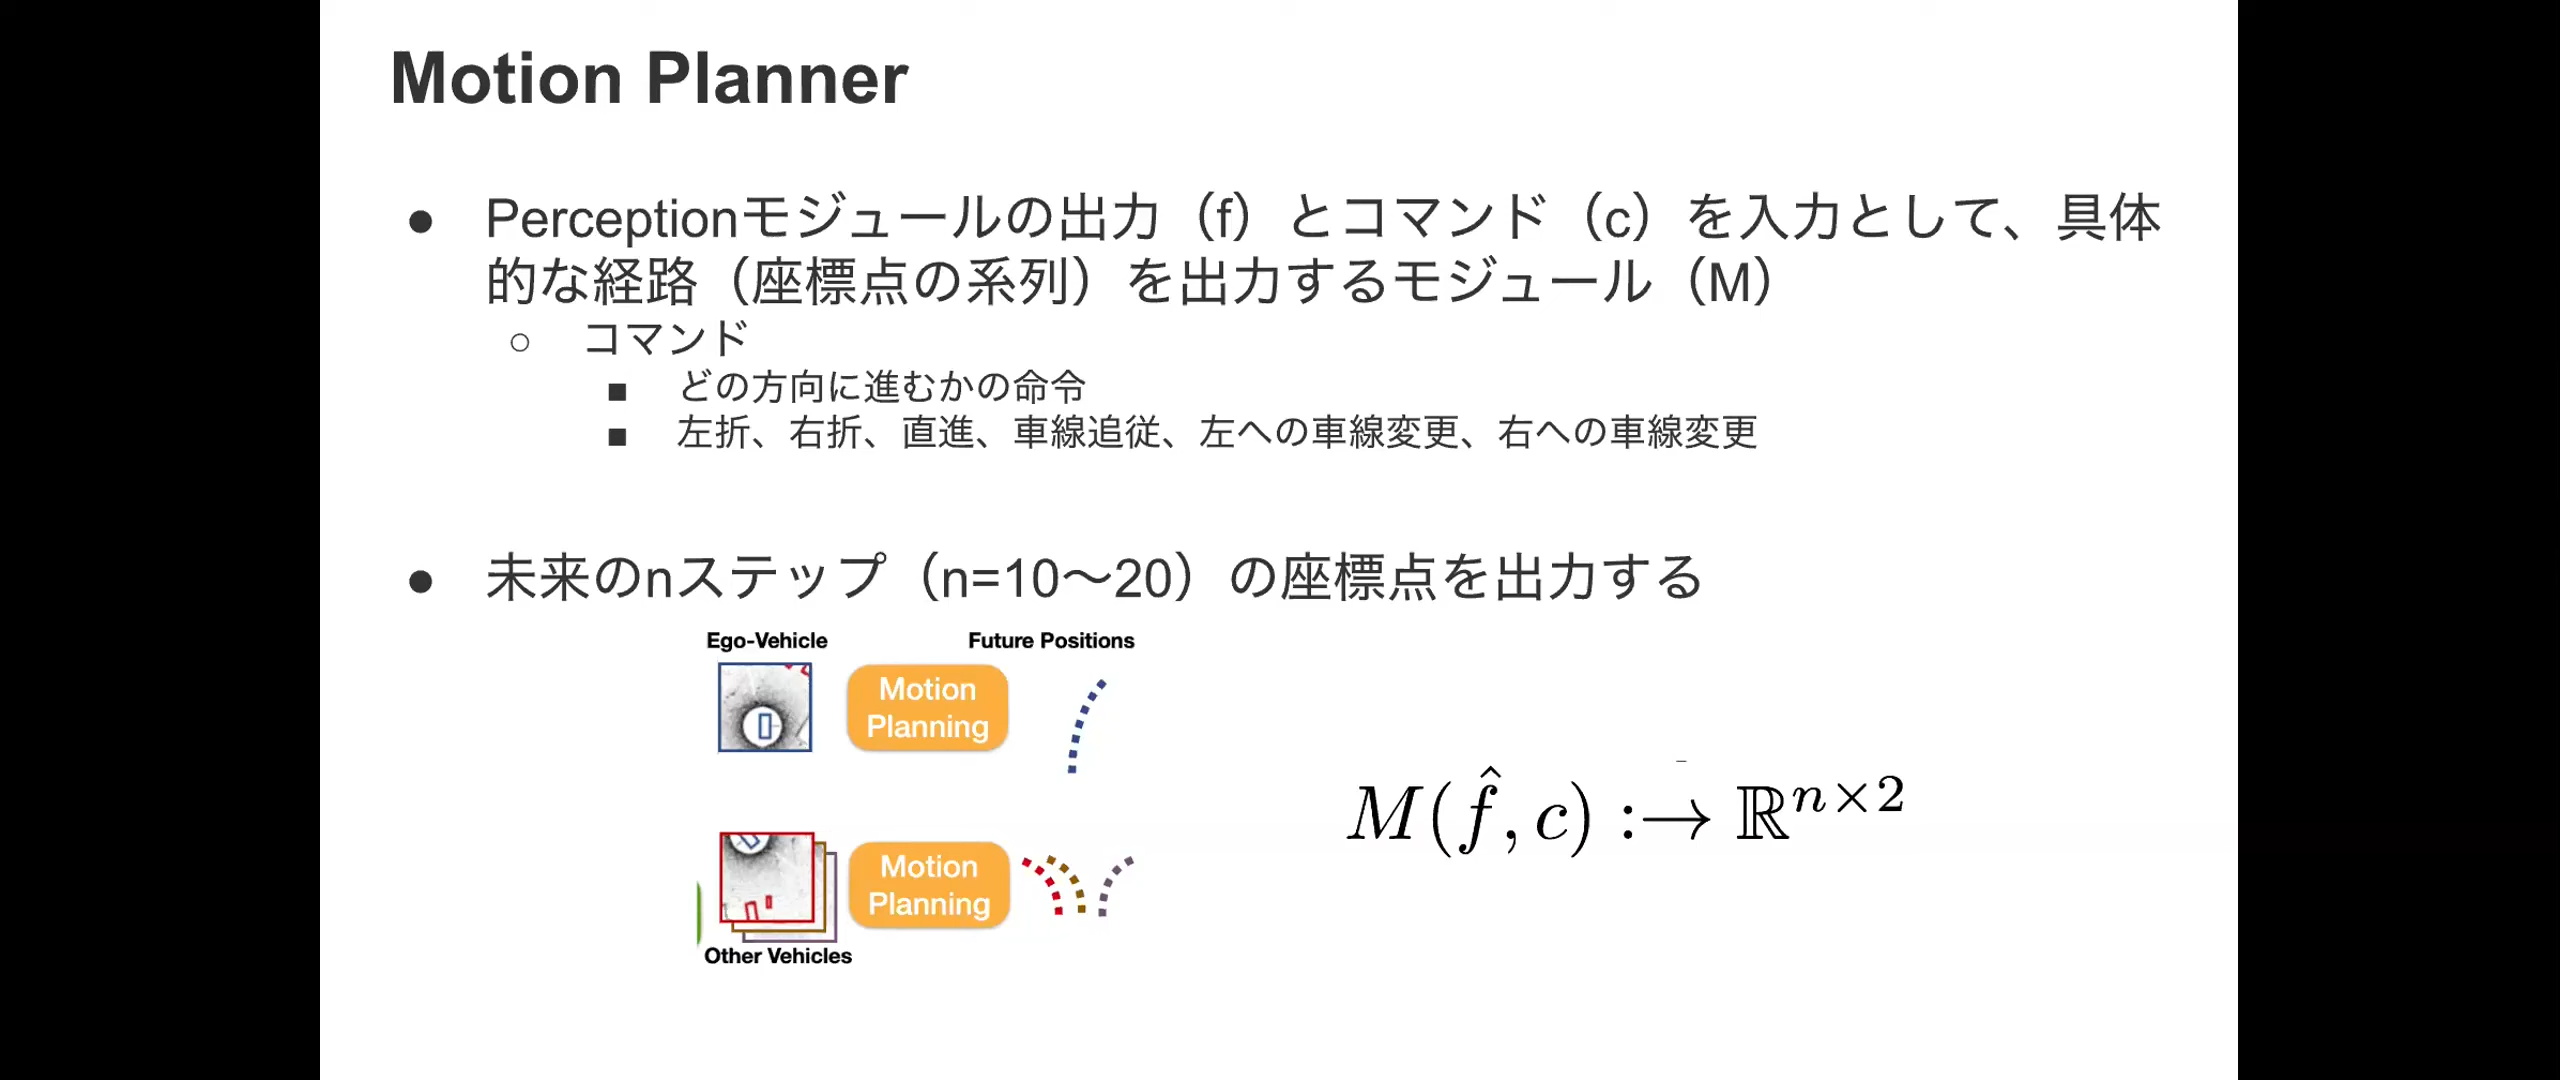 Motion Planner
● Perceptionモジュールの出力（f）とコマンド（c）を入力として、具体
的な経路（座標点の系列）を出力するモジュール（M）
○ コマンド
■ どの方向に進むかの命令
■ 左折、右折、直進、車線追従、左への車線変更、右への車線変更
● 未来のnステップ（n=10〜20）の座標点を出力する
Ego-Vehicle Future Positions
Motion
Planning
M(f̂, c) :→ ℝ^{n×2}
Motion
Planning
Other Vehicles